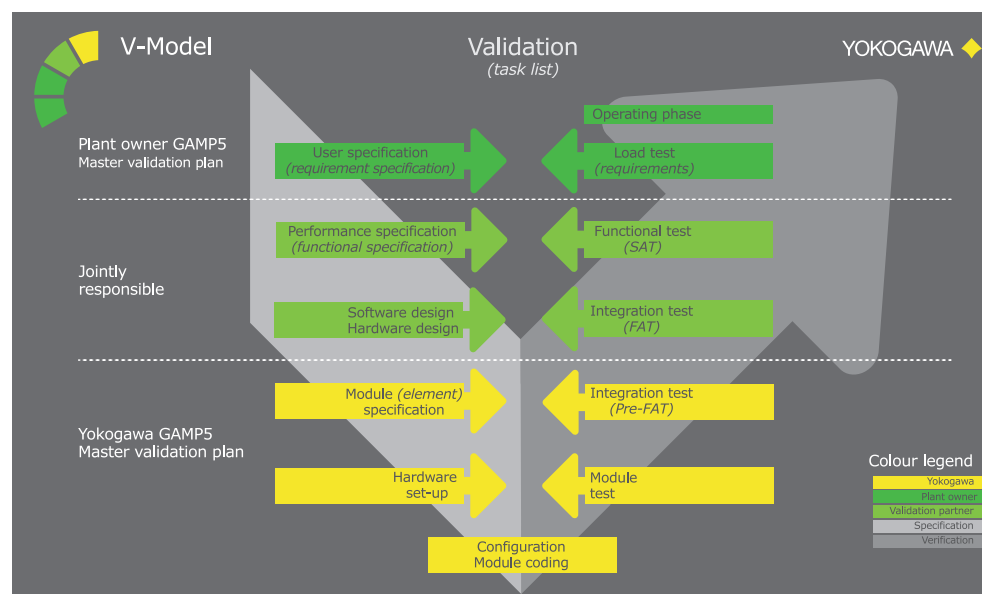 V-Model
Validation
(task list)
YOKOGAWA
Operating phase
Plant owner GAMP5
Master validation plan
User specification
(requirement specification)
Load test
(requirements)
Performance specification
(functional specification)
Functional test
(SAT)
Jointly
responsible
Software design
Hardware design
Integration test
(FAT)
Module (element)
specification
Integration test
(Pre-FAT)
Yokogawa GAMP5
Master validation plan
Hardware
set-up
Module
test
Configuration
Module coding
Colour legend
Yokogawa
Plant owner
Validation partner
Specification
Verification